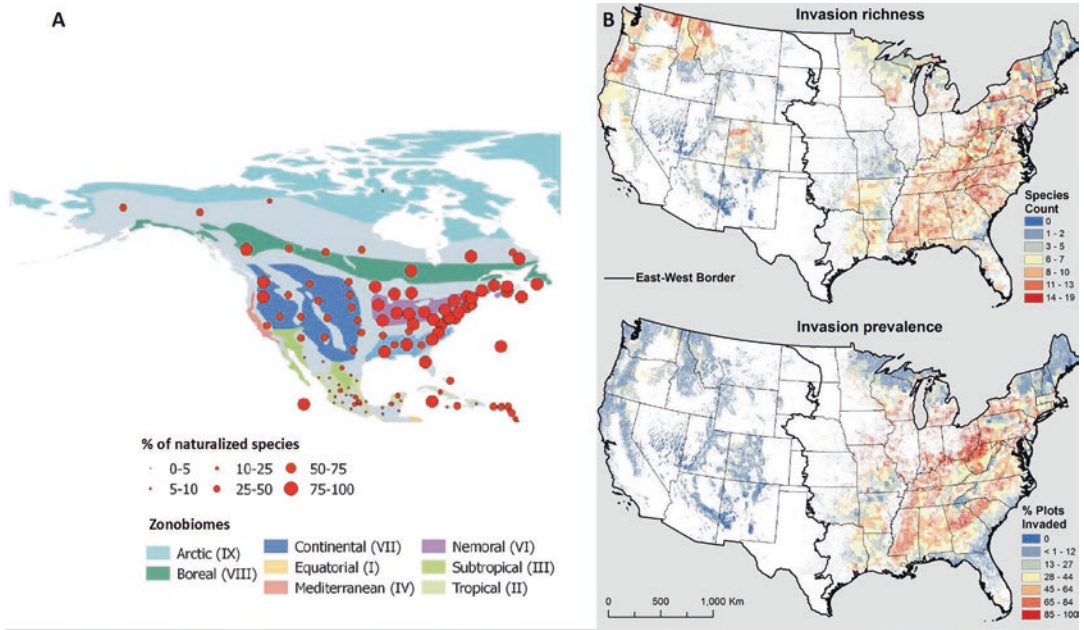 A
% of naturalized species
0-5
10-25
50-75
5-10
25-50
75-100
Zonobiomes
Arctic (IX)
Continental (VII)
Nemoral (VI)
Boreal (VIII)
Equatorial (I)
Subtropical (III)
Mediterranean (IV)
Tropical (II)
B
Invasion richness
Species
Count
0
1 - 2
3 - 5
6 - 7
8 - 10
11 - 13
14 - 19
East-West Border
Invasion prevalence
% Plots
Invaded
0
< 1 - 12
13 - 27
28 - 44
45 - 64
65 - 84
85 - 100
0 500 1,000 Km